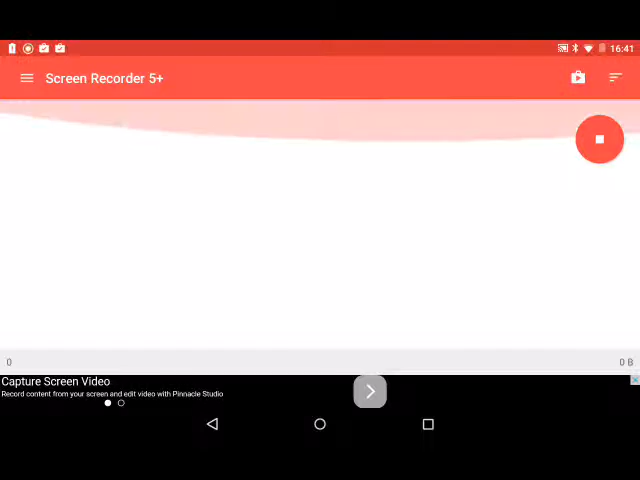 16:41
Screen Recorder 5+
0
0 B
Capture Screen Video
Record content from your screen and edit video with Pinnacle Studio